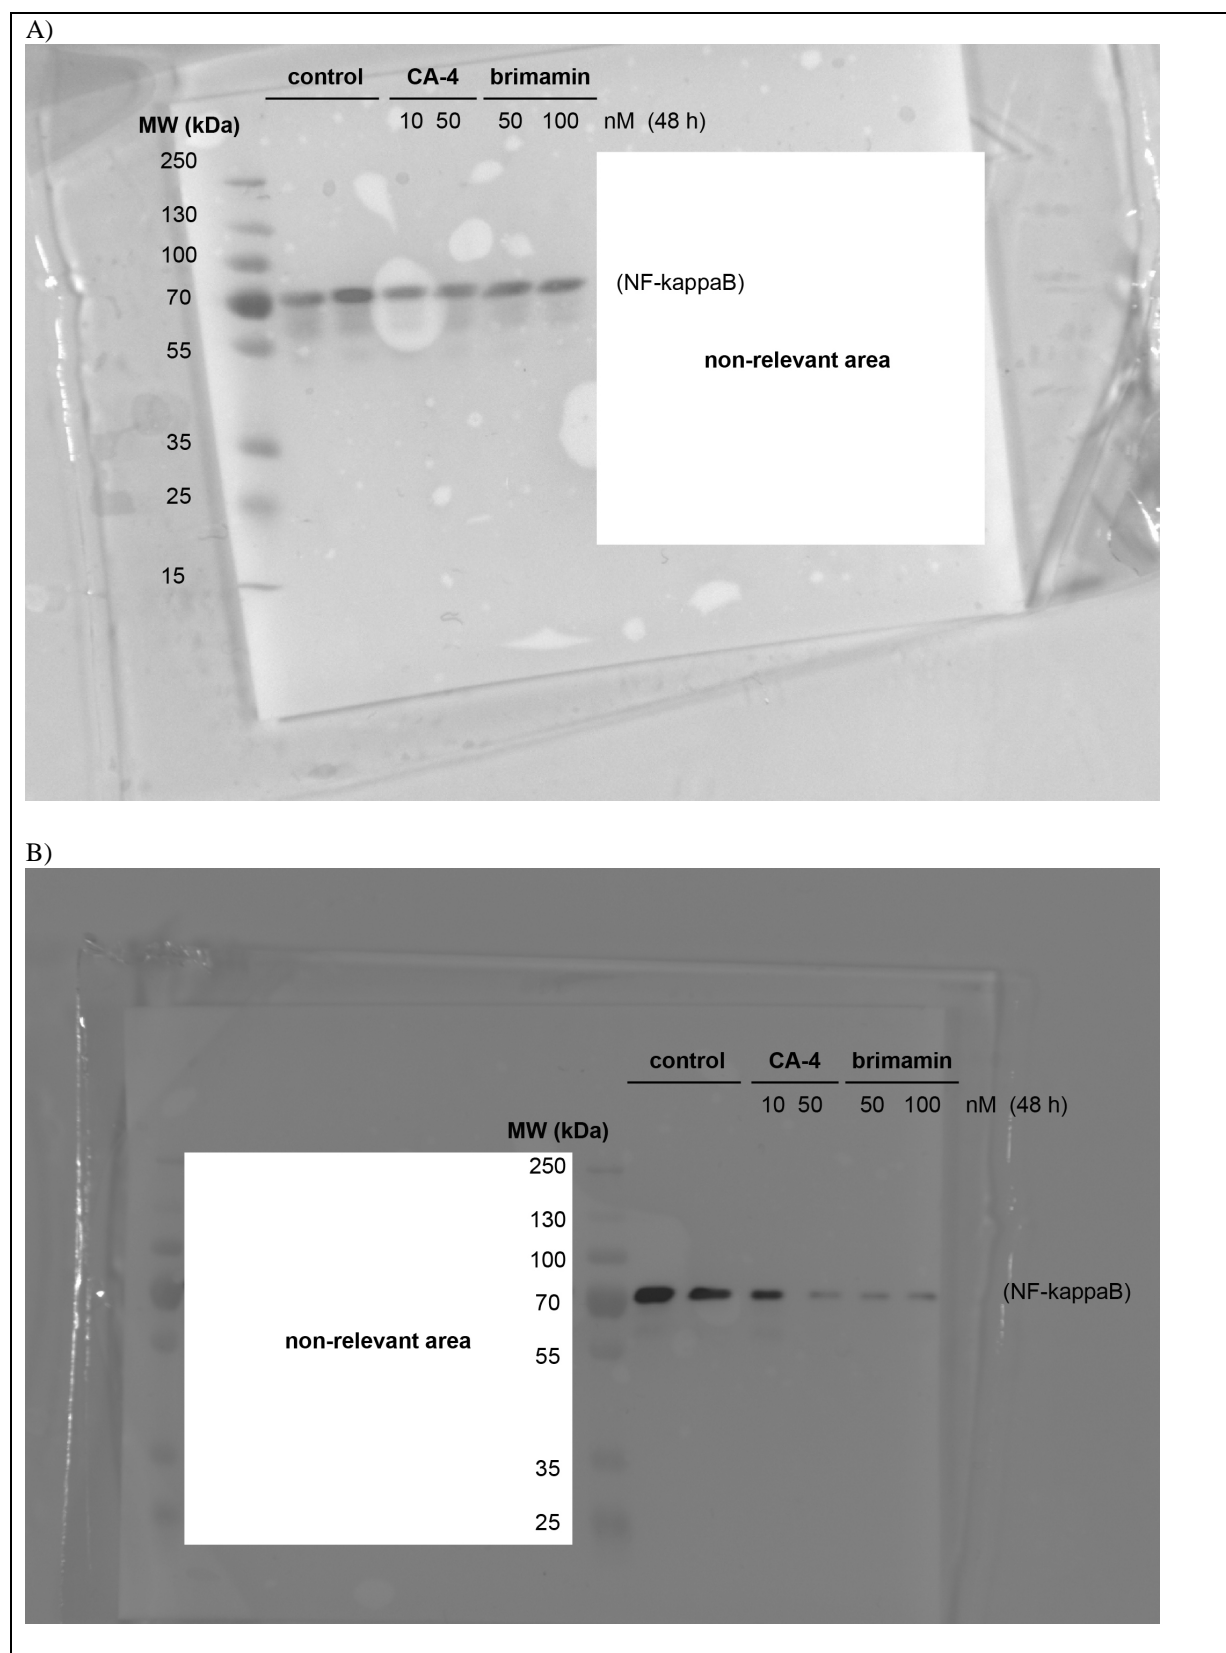 A)
control CA-4 brimamin
10 50 50 100 nM (48 h)
MW (kDa)
250
130
100
(NF-kappaB)
70
55
non-relevant area
35
25
15
B)
control CA-4 brimamin
10 50 50 100 nM (48 h)
MW (kDa)
250
130
100
(NF-kappaB)
70
non-relevant area
55
35
25